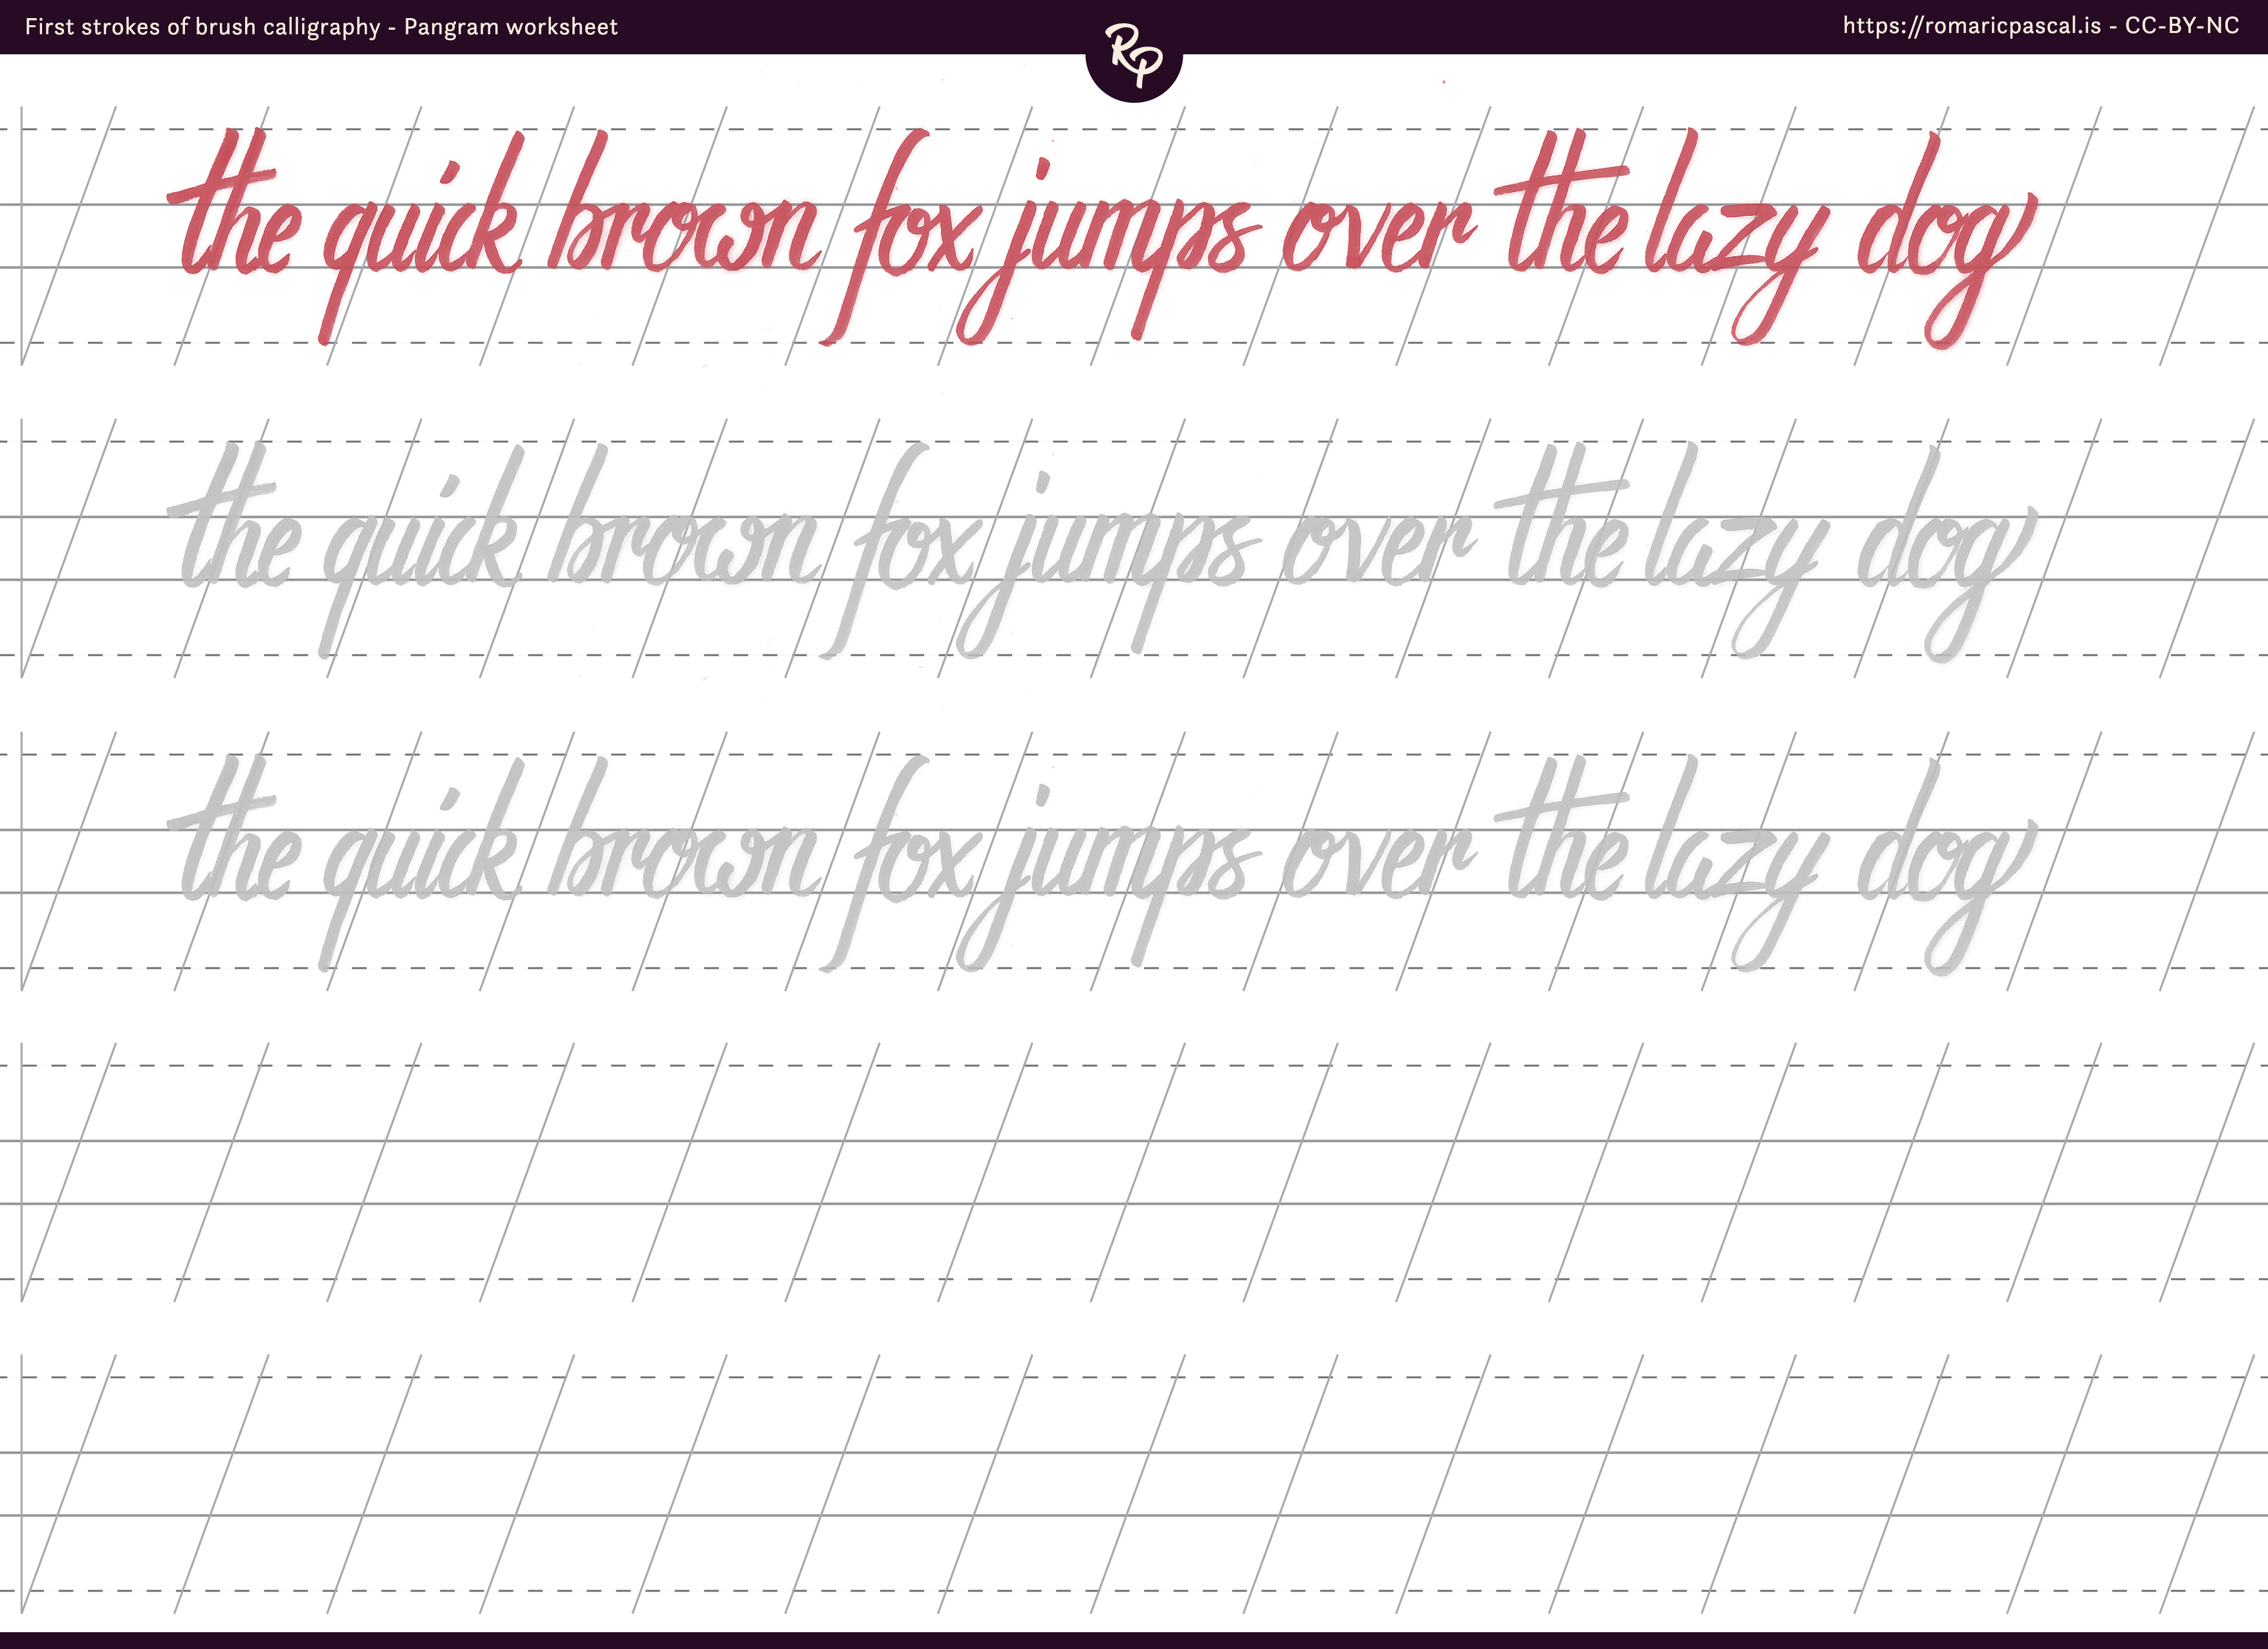 First strokes of brush calligraphy - Pangram worksheet
https://romaricpascal.is - CC-BY-NC
RP
the quick brown fox jumps over the lazy dog
the quick brown fox jumps over the lazy dog
the quick brown fox jumps over the lazy dog